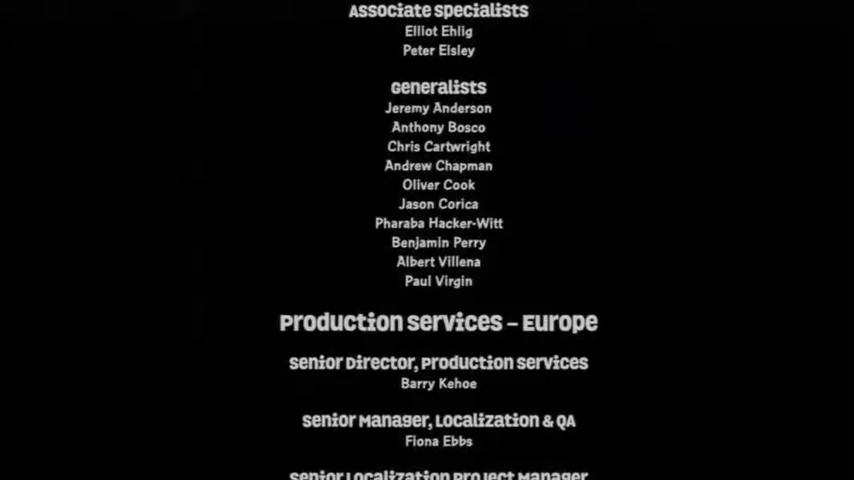 Associate Specialists
Elliot Ehlig
Peter Elsley
Generalists
Jeremy Anderson
Anthony Bosco
Chris Cartwright
Andrew Chapman
Oliver Cook
Jason Corica
Pharaba Hacker-Witt
Benjamin Perry
Albert Villena
Paul Virgin
Production Services – Europe
Senior Director, Production Services
Barry Kehoe
Senior Manager, Localization & QA
Fiona Ebbs
Senior Localization Project Manager